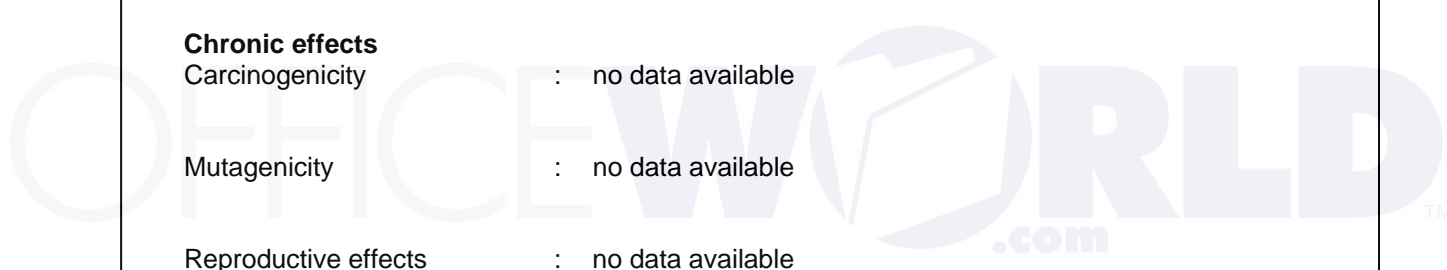 Chronic effects
Carcinogenicity : no data available
OFFICEWORLD
.com
TM
Mutagenicity : no data available
Reproductive effects : no data available